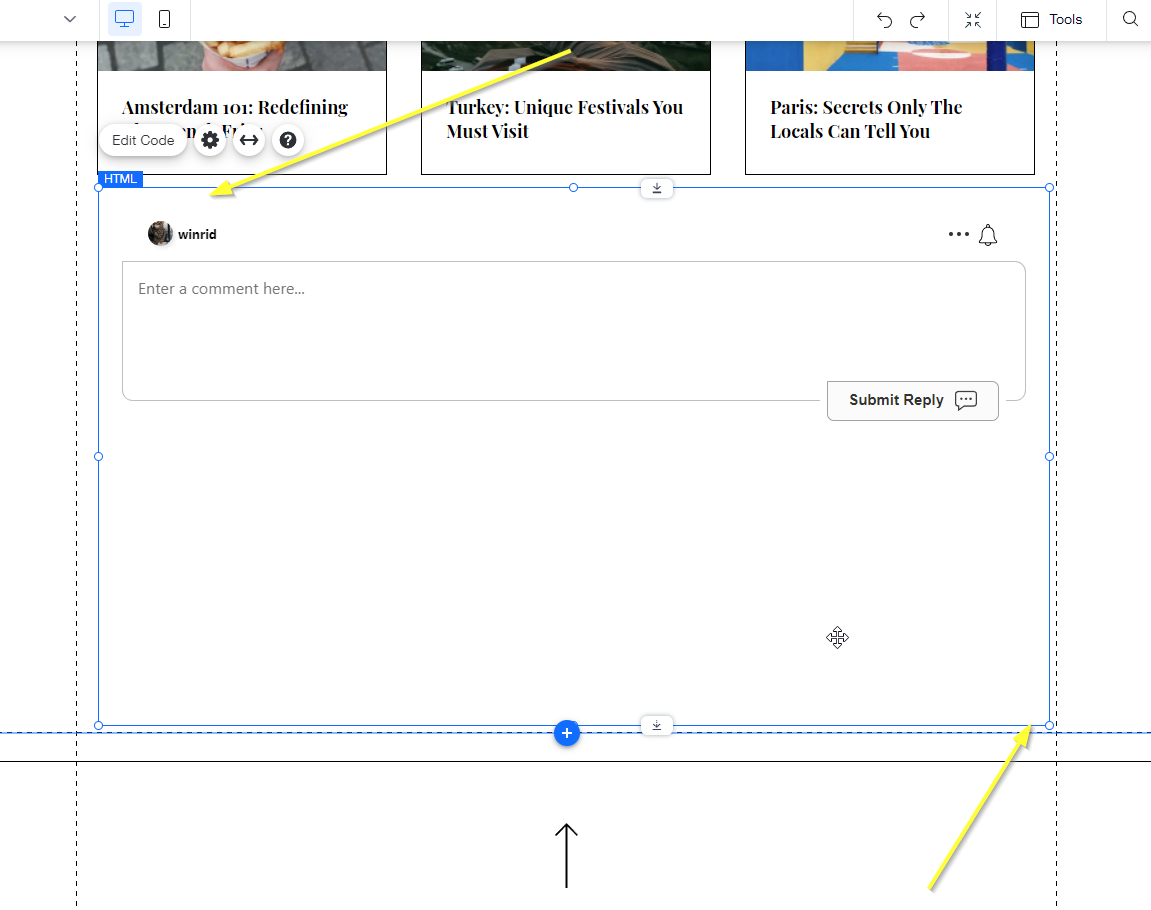 Tools
Amsterdam 101: Redefining
Turkey: Unique Festivals You
Must Visit
Paris: Secrets Only The
Locals Can Tell You
Edit Code
HTML
winrid
Enter a comment here...
Submit Reply